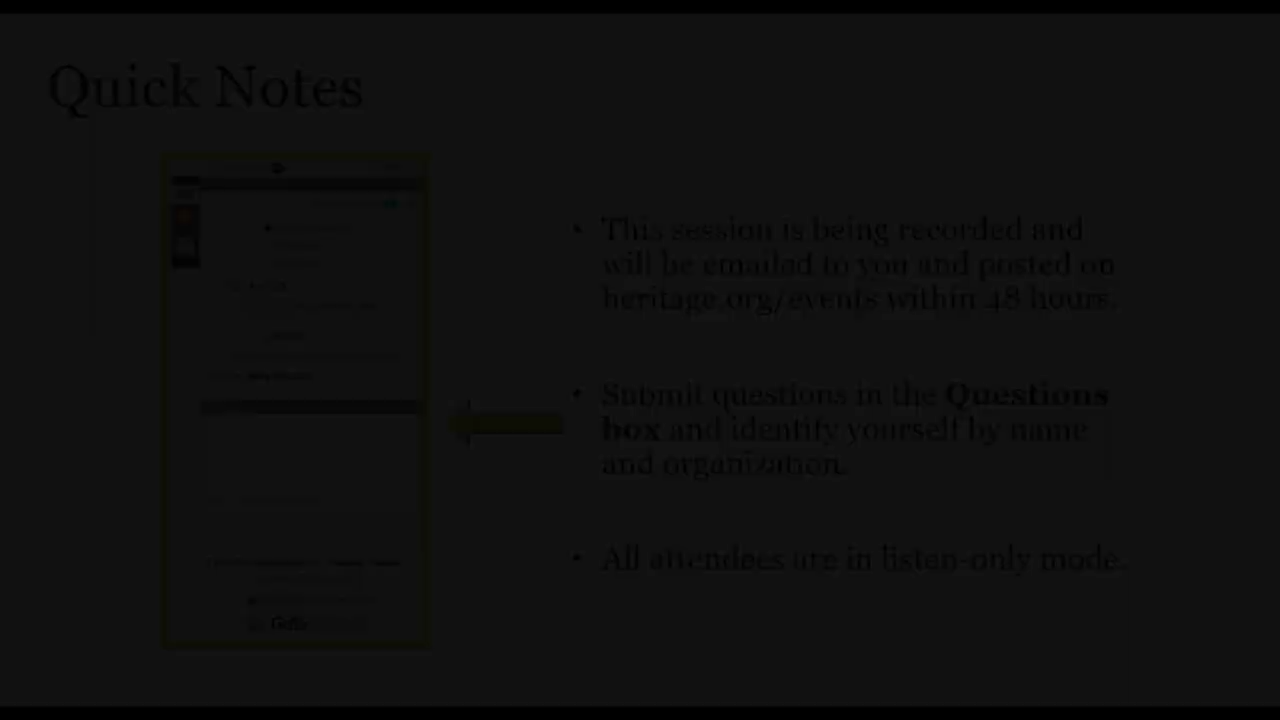 Quick Notes
• This session is being recorded and
will be emailed to you and posted on
heritage.org/events within 48 hours.
• Submit questions in the Questions
box and identify yourself by name
and organization.
• All attendees are in listen-only mode.